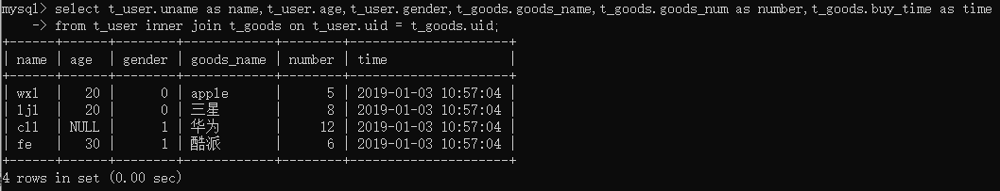 mysql> select t_user.uname as name,t_user.age,t_user.gender,t_goods.goods_name,t_goods.goods_num as number,t_goods.buy_time as time
    -> from t_user inner join t_goods on t_user.uid = t_goods.uid;
+------+------+--------+------------+--------+---------------------+
| name | age  | gender | goods_name | number | time                |
+------+------+--------+------------+--------+---------------------+
| wxl  |   20 |      0 | apple      |      5 | 2019-01-03 10:57:04 |
| ljl  |   20 |      0 | 三星       |      8 | 2019-01-03 10:57:04 |
| cll  | NULL |      1 | 华为       |     12 | 2019-01-03 10:57:04 |
| fe   |   30 |      1 | 酷派       |      6 | 2019-01-03 10:57:04 |
+------+------+--------+------------+--------+---------------------+
4 rows in set (0.00 sec)